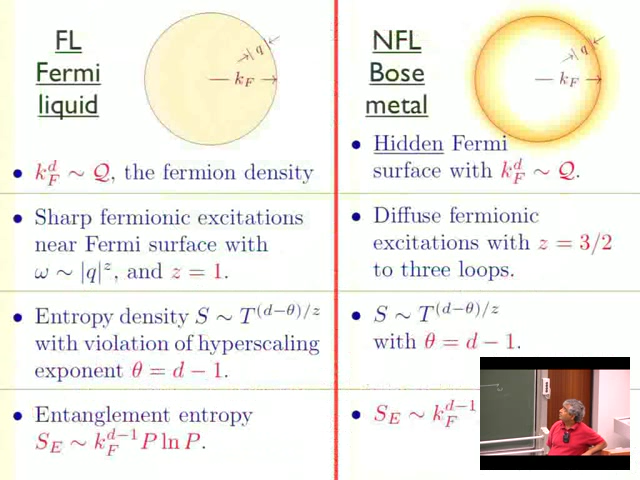 FL
Fermi
liquid
q
k_F
• k_F^d ∼ Q, the fermion density
• Sharp fermionic excitations
near Fermi surface with
ω ∼ |q|^z, and z = 1.
• Entropy density S ∼ T^{(d−θ)/z}
with violation of hyperscaling
exponent θ = d − 1.
• Entanglement entropy
S_E ∼ k_F^{d−1} P ln P.
NFL
Bose
metal
q
k_F
• Hidden Fermi
surface with k_F^d ∼ Q.
• Diffuse fermionic
excitations with z = 3/2
to three loops.
• S ∼ T^{(d−θ)/z}
with θ = d − 1.
• S_E ∼ k_F^{d−1}